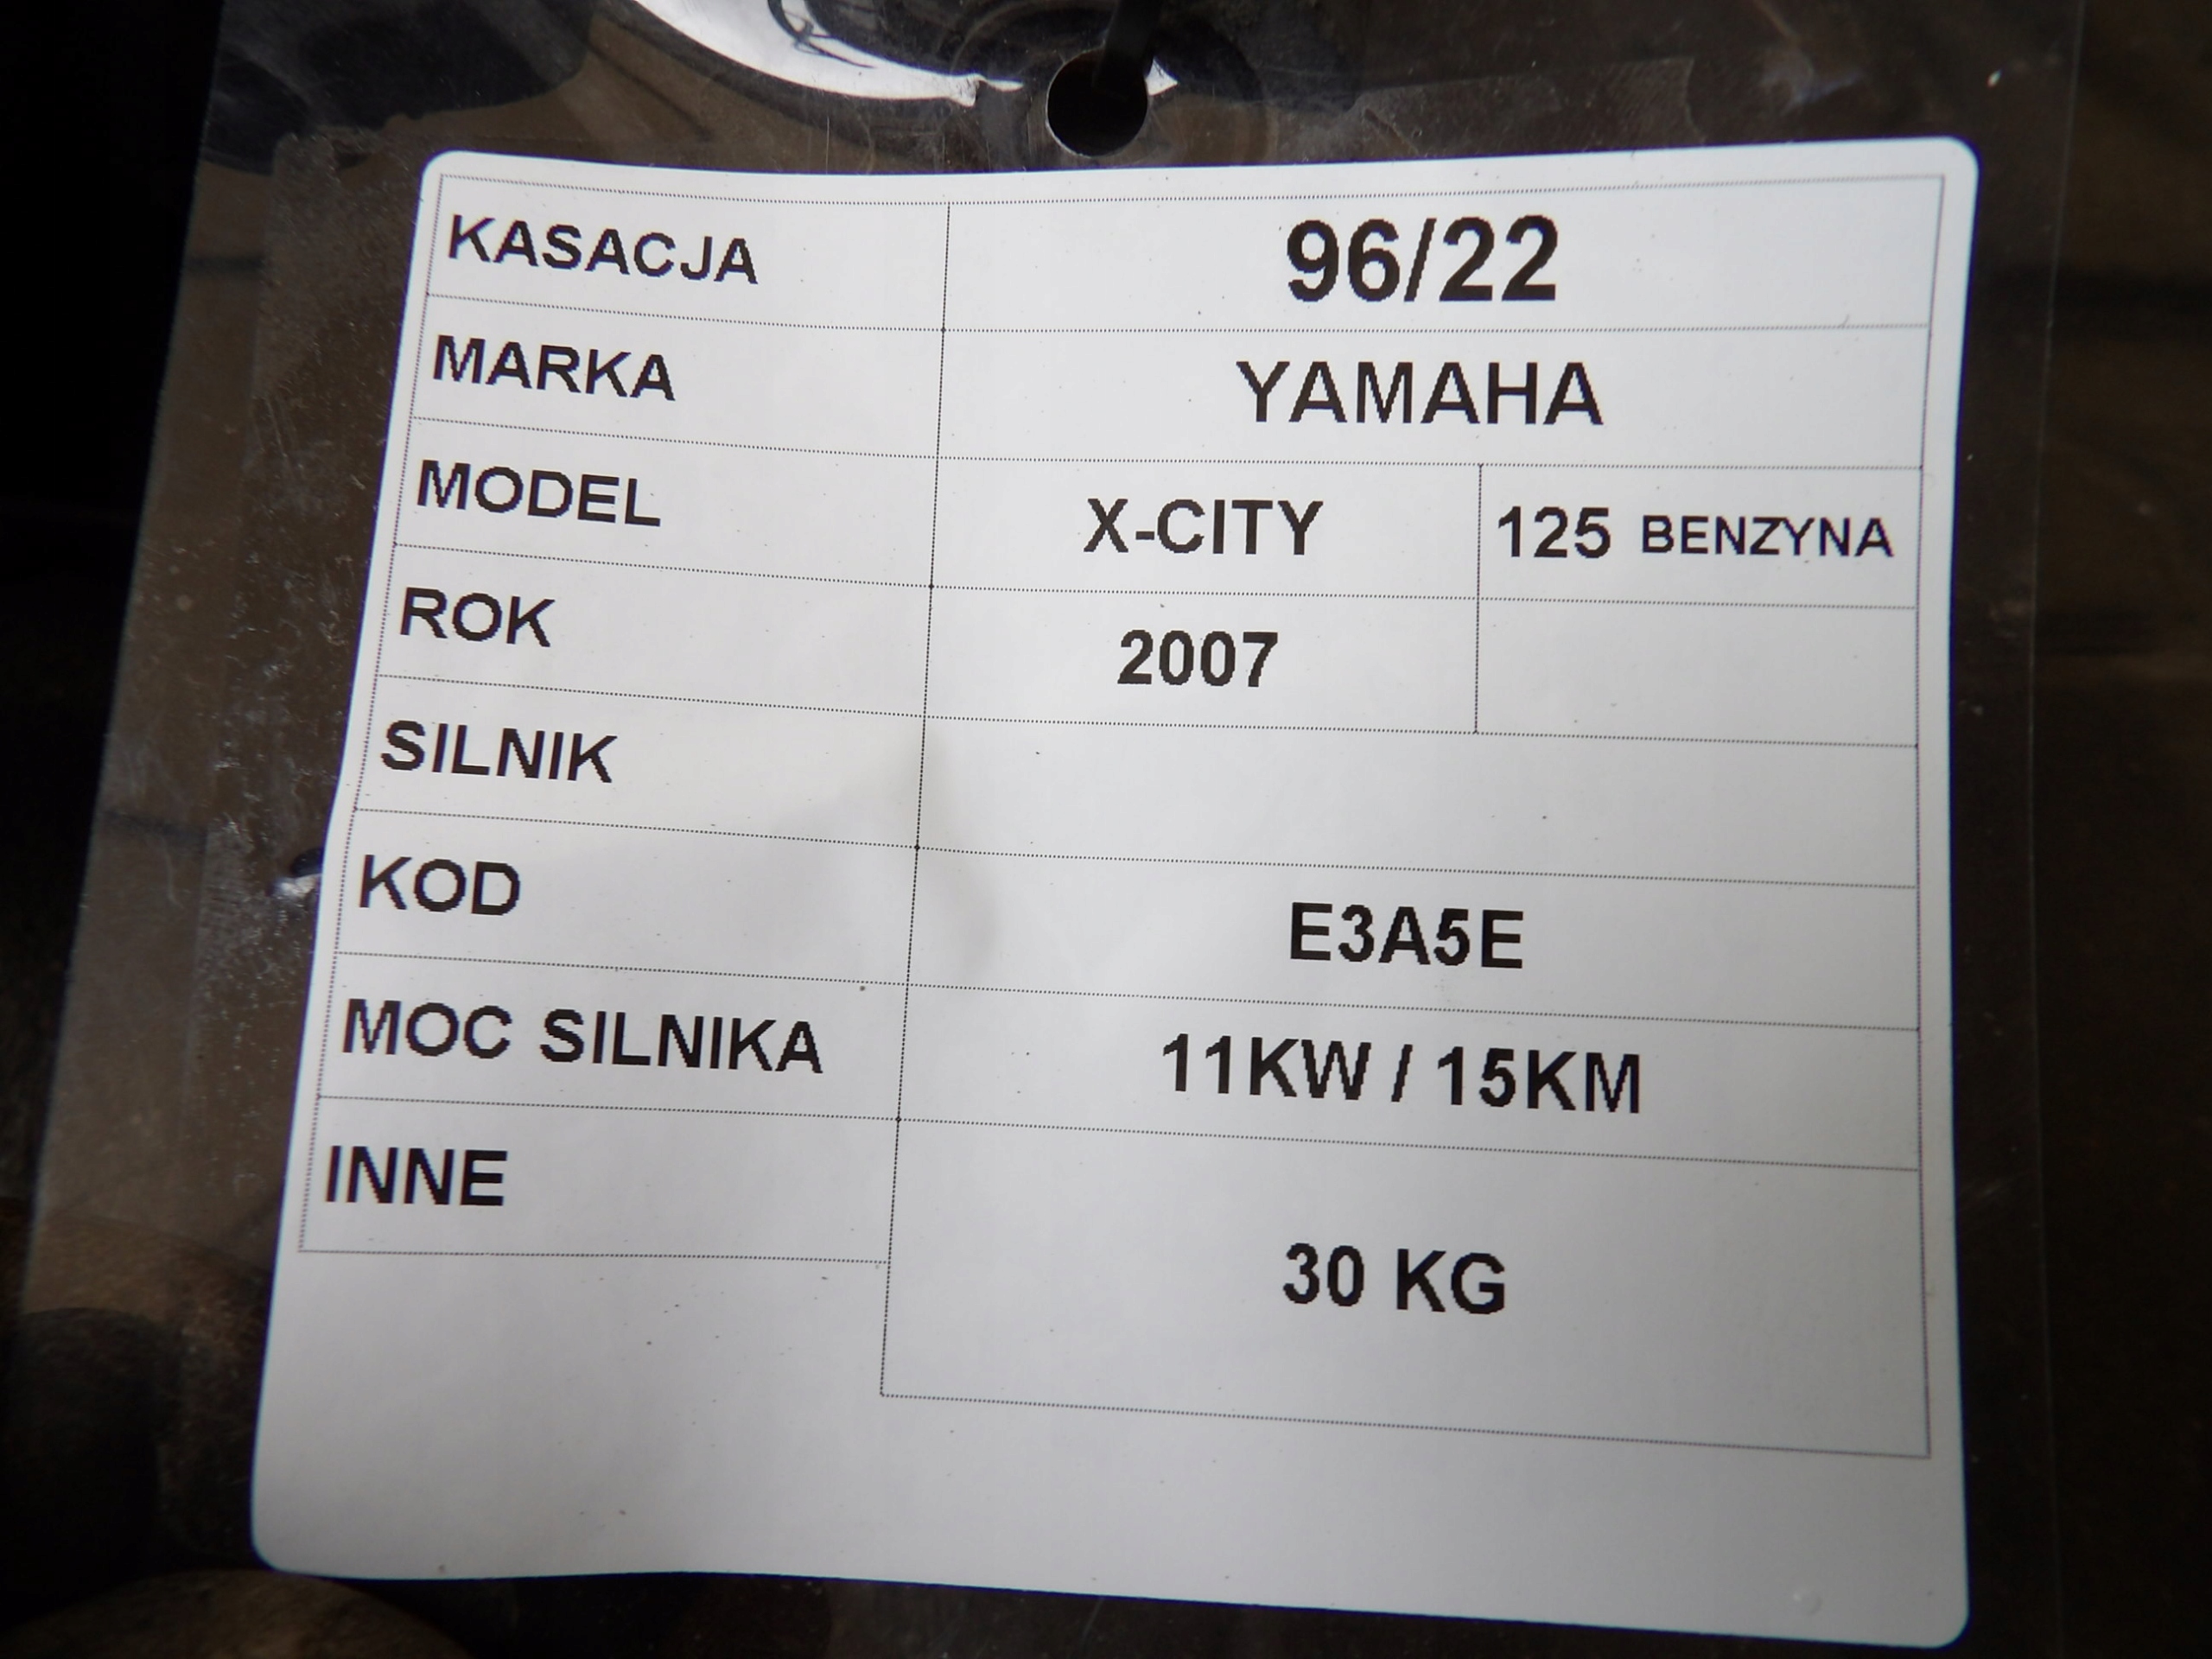 KASACJA 96/22
MARKA YAMAHA
MODEL X-CITY 125 BENZYNA
ROK 2007
SILNIK
KOD E3A5E
MOC SILNIKA 11KW / 15KM
INNE 30 KG